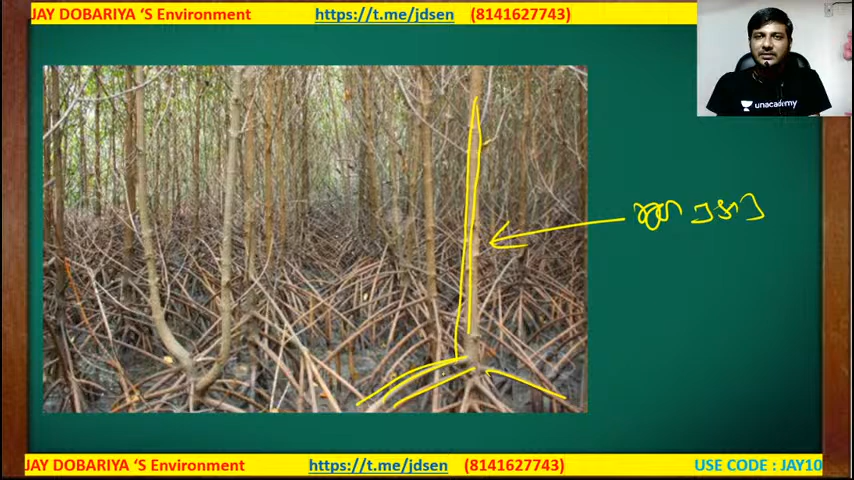 JAY DOBARIYA ‘S Environment https://t.me/jdsen (8141627743)
unacademy
JAY DOBARIYA ‘S Environment https://t.me/jdsen (8141627743) USE CODE : JAY10